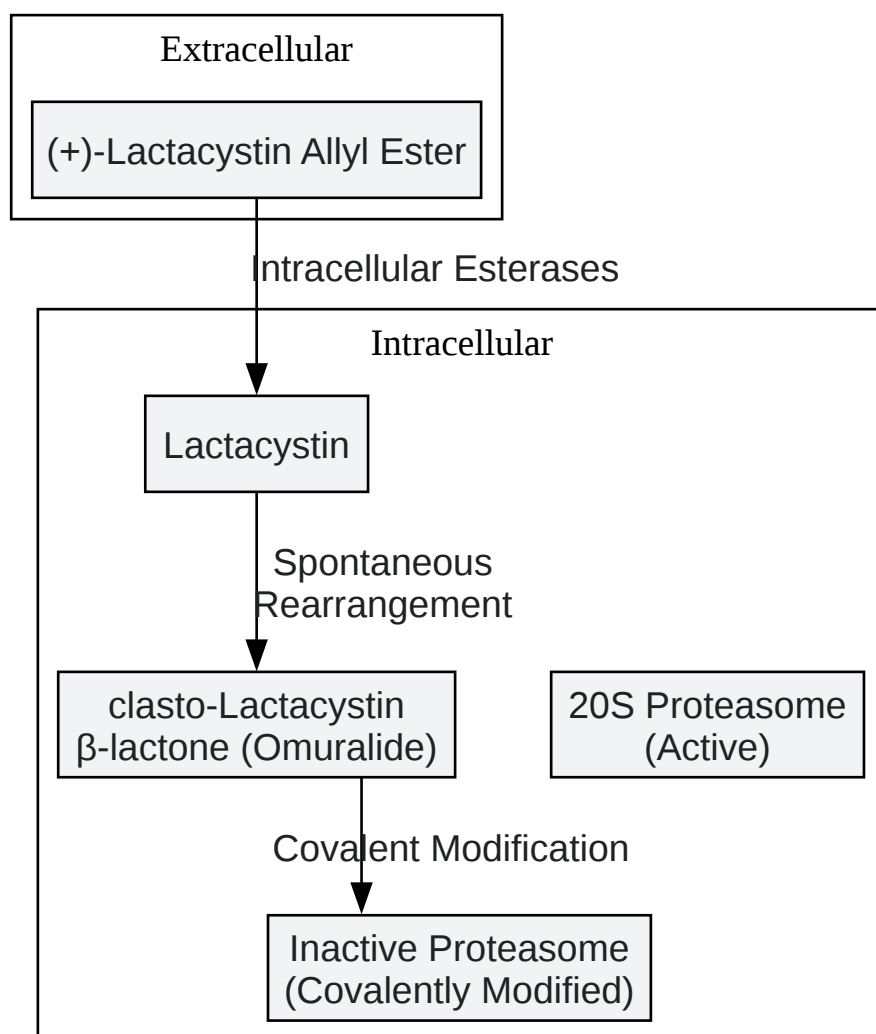 Extracellular
(+)-Lactacystin Allyl Ester
Intracellular Esterases
Intracellular
Lactacystin
Spontaneous
Rearrangement
clasto-Lactacystin
β-lactone (Omuralide)
20S Proteasome
(Active)
Covalent Modification
Inactive Proteasome
(Covalently Modified)